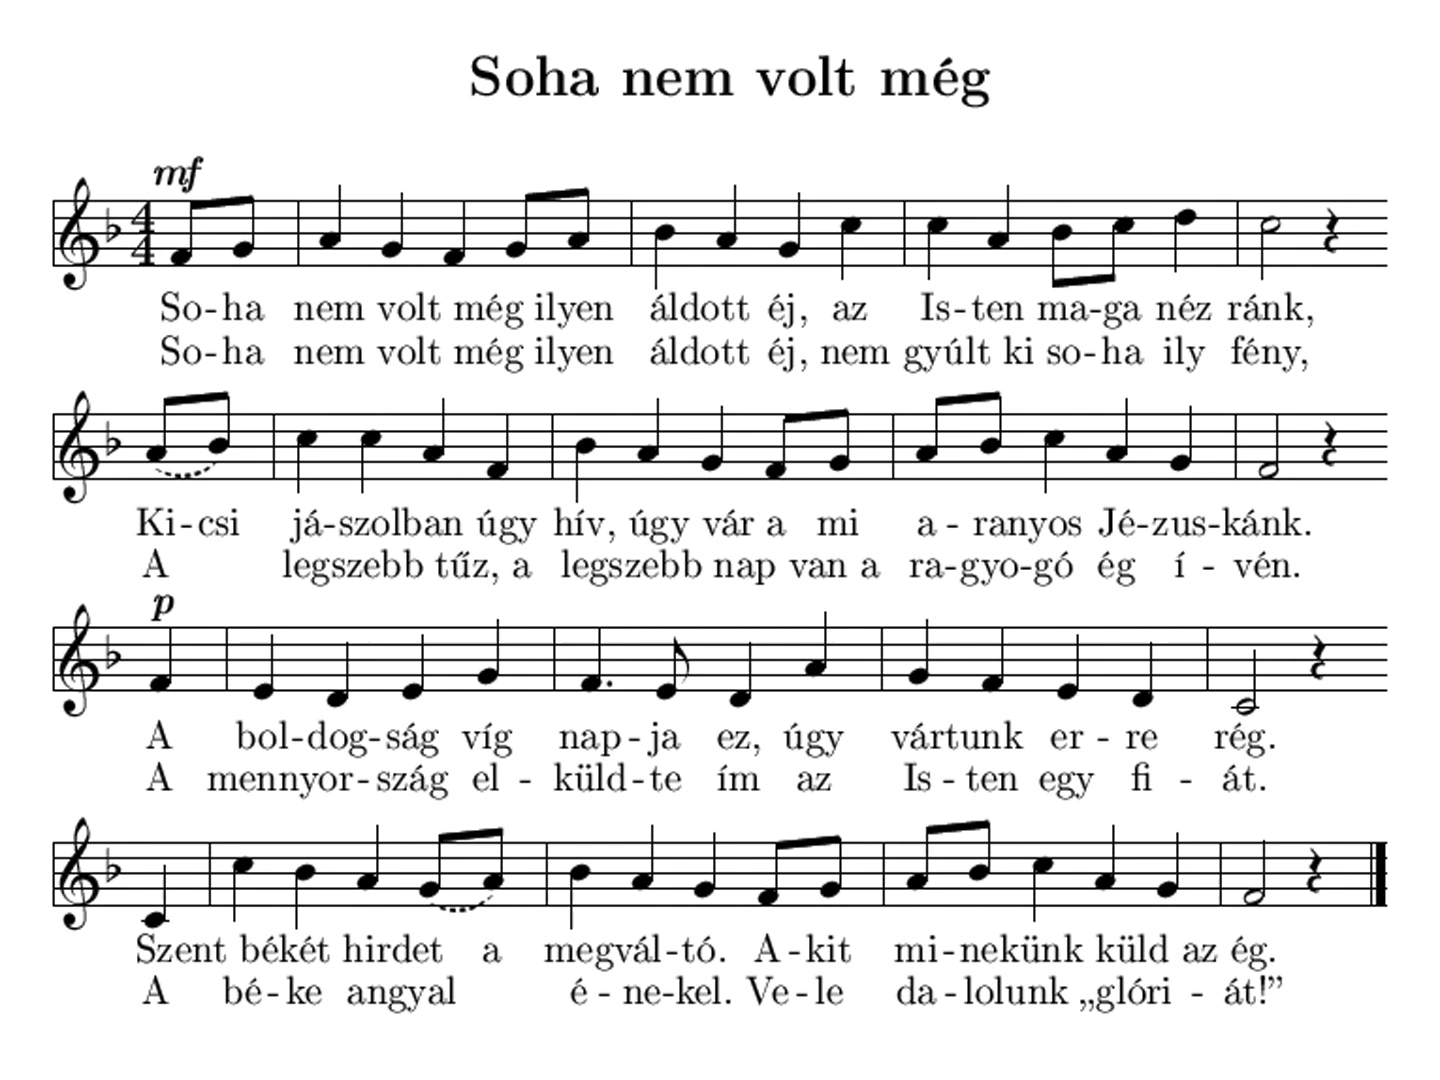 Soha nem volt még
mf
So-ha nem volt még ilyen áldott éj, az Is-ten ma-ga néz ránk,
So-ha nem volt még ilyen áldott éj, nem gyúlt ki so-ha ily fény,
Ki-csi já-szolban úgy hív, úgy vár a mi a-ranyos Jé-zus-kánk.
A legszebb tűz, a legszebb nap van a ra-gyo-gó ég í-vén.
p
A bol-dog-ság víg nap-ja ez, úgy vártunk er-re rég.
A mennyor-szág el-küld-te ím az Is-ten egy fi-át.
Szent békét hirdet a megvál-tó. A-kit mi-nekünk küld az ég.
A bé-ke angyal é-ne-kel. Ve-le da-lolunk „glóri-át!”